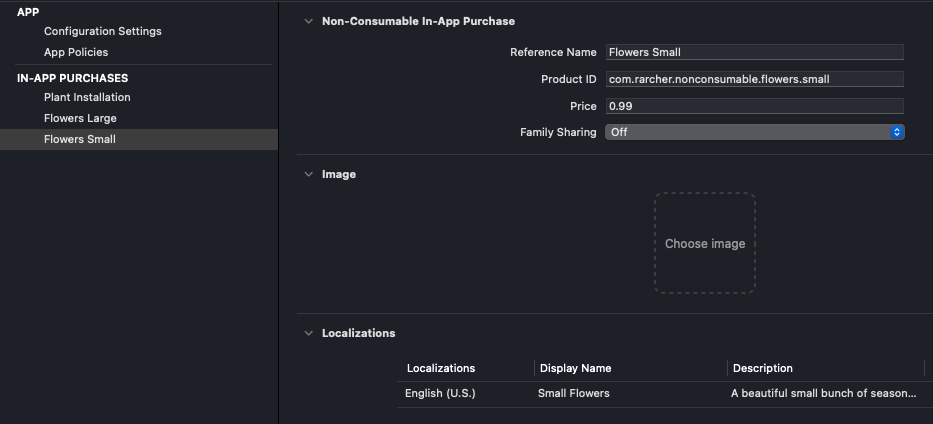 APP
Configuration Settings
App Policies
IN-APP PURCHASES
Plant Installation
Flowers Large
Flowers Small
Non-Consumable In-App Purchase
Reference Name Flowers Small
Product ID com.rarcher.nonconsumable.flowers.small
Price 0.99
Family Sharing Off
Image
Choose image
Localizations
Localizations Display Name Description
English (U.S.) Small Flowers A beautiful small bunch of season...